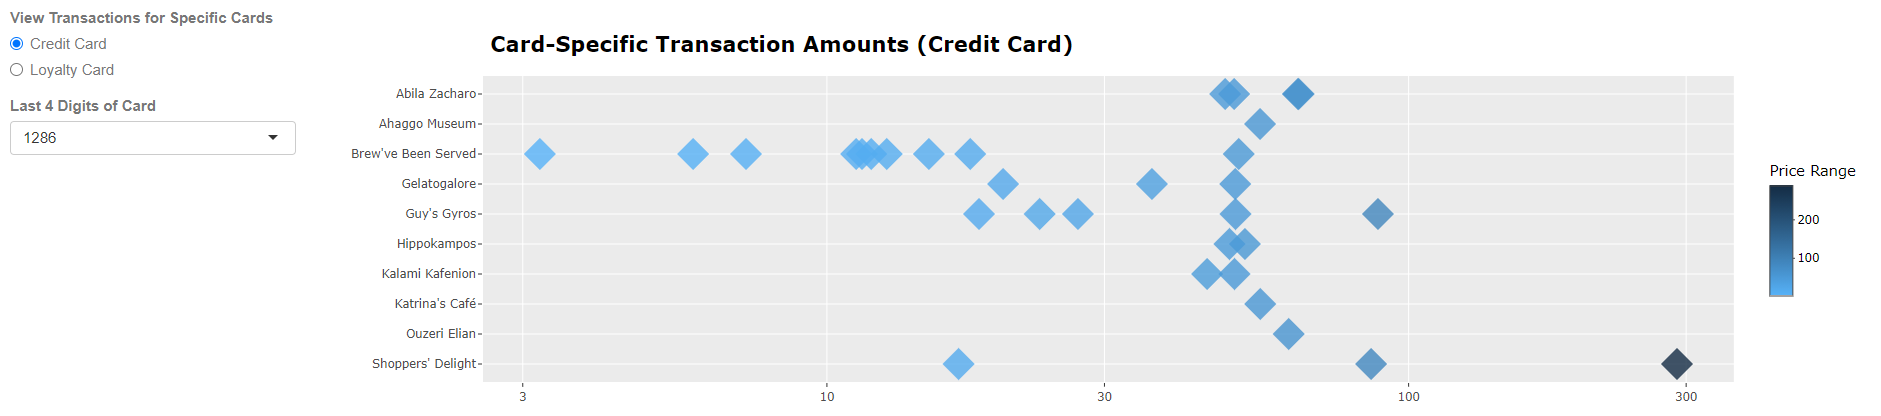 View Transactions for Specific Cards
Credit Card
Loyalty Card
Last 4 Digits of Card
1286
Card-Specific Transaction Amounts (Credit Card)
Abila Zacharo
Ahaggo Museum
Brew've Been Served
Gelatogalore
Guy's Gyros
Hippokampos
Kalami Kafenion
Katrina's Café
Ouzeri Elian
Shoppers' Delight
3 10 30 100 300
Price Range
200
100